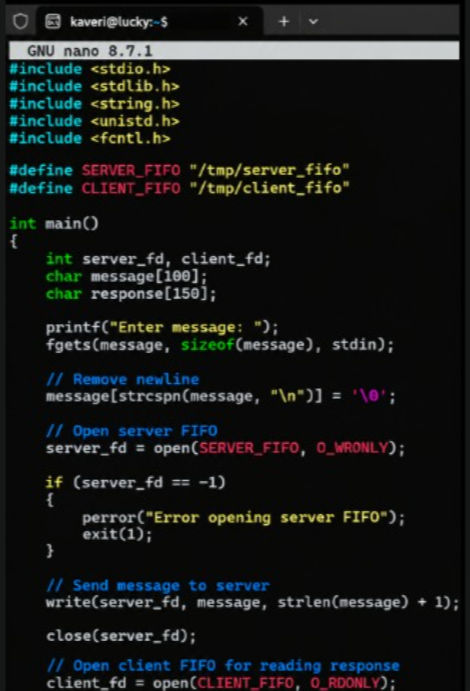 kaveri@lucky:~$
GNU nano 8.7.1
#include <stdio.h>
#include <stdlib.h>
#include <string.h>
#include <unistd.h>
#include <fcntl.h>
#define SERVER_FIFO "/tmp/server_fifo"
#define CLIENT_FIFO "/tmp/client_fifo"
int main()
{
int server_fd, client_fd;
char message[100];
char response[150];
printf("Enter message: ");
fgets(message, sizeof(message), stdin);
// Remove newline
message[strcspn(message, "\n")] = '\0';
// Open server FIFO
server_fd = open(SERVER_FIFO, O_WRONLY);
if (server_fd == -1)
{
perror("Error opening server FIFO");
exit(1);
}
// Send message to server
write(server_fd, message, strlen(message) + 1);
close(server_fd);
// Open client FIFO for reading response
client_fd = open(CLIENT_FIFO, O_RDONLY);